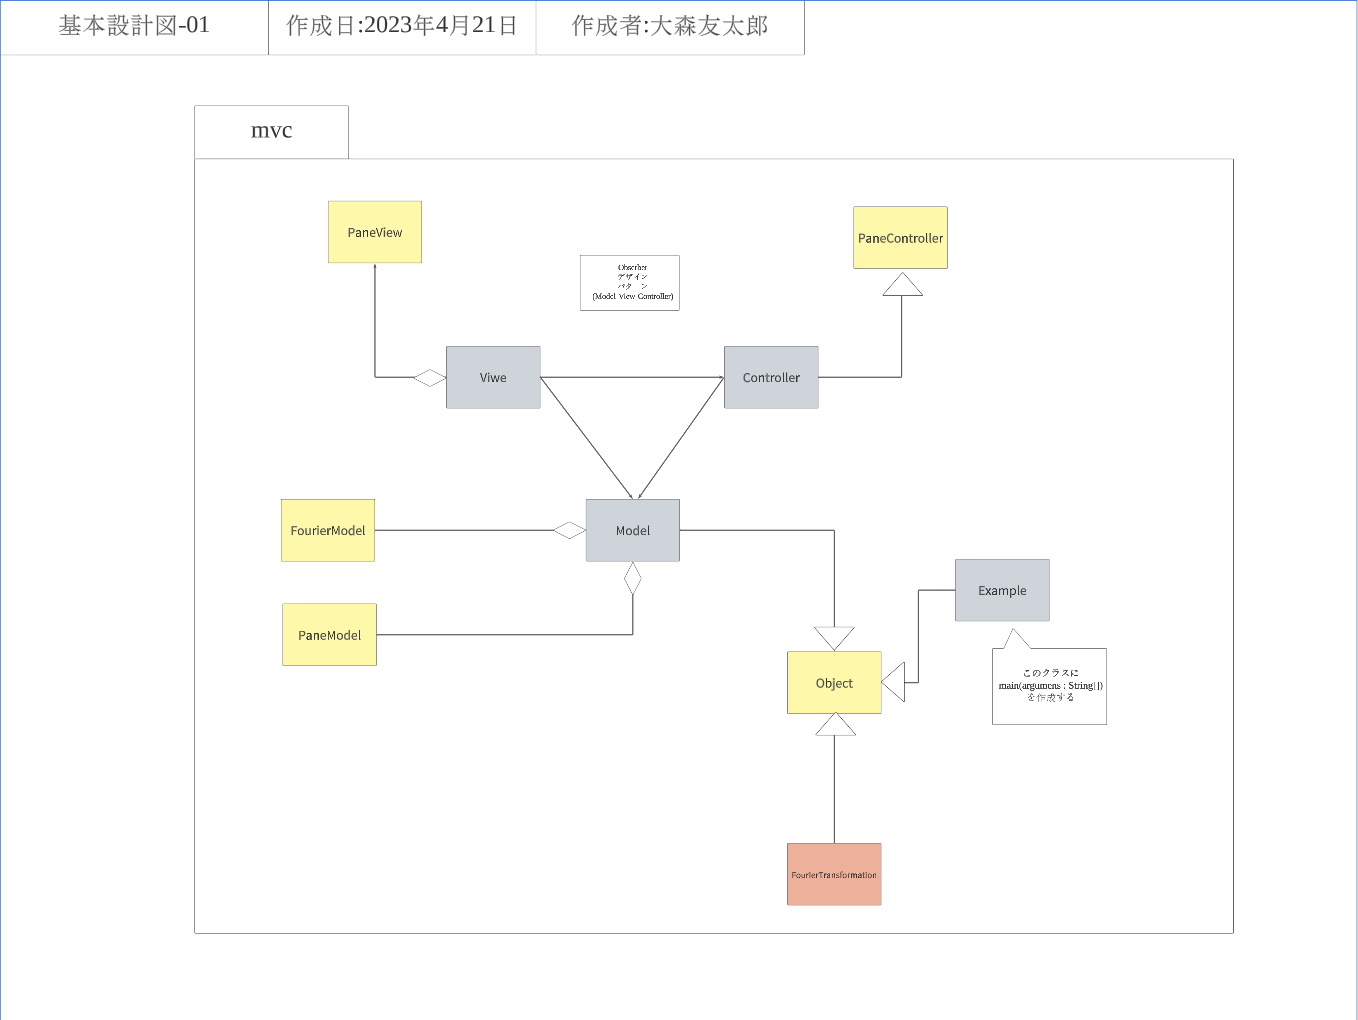 基本設計図-01
作成日:2023年4月21日
作成者:大森友太郎
mvc
PaneView
PaneController
Obserber
デザイン
パターン
(Model View Controller)
Viwe
Controller
FourierModel
Model
Example
PaneModel
このクラスに
main(argumens : String[])
を作成する
Object
FourierTransformation